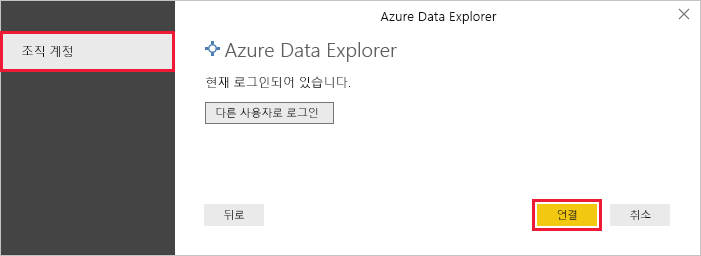 Azure Data Explorer
조직 계정
Azure Data Explorer
현재 로그인되어 있습니다.
다른 사용자로 로그인
뒤로
연결
취소